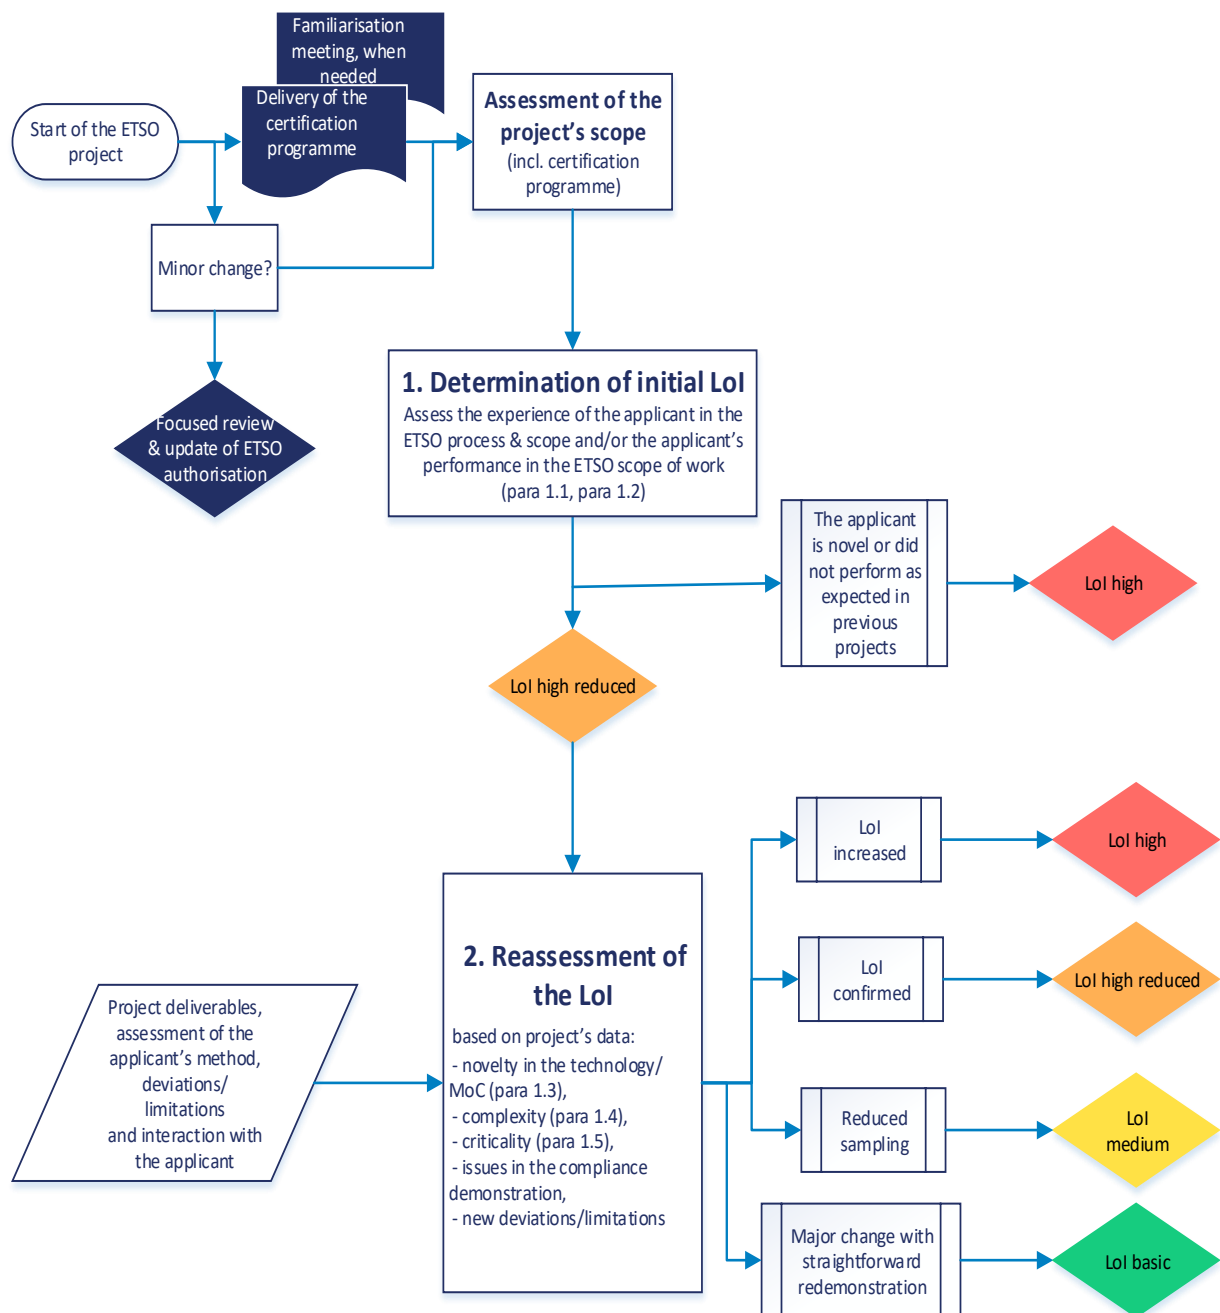 Familiarisation
meeting, when
needed
Delivery of the
certification
programme
Start of the ETSO
project
Assessment of the
project's scope
(incl. certification
programme)
Minor change?
Focused review
& update of ETSO
authorisation
1. Determination of initial LoI
Assess the experience of the applicant in the
ETSO process & scope and/or the applicant's
performance in the ETSO scope of work
(para 1.1, para 1.2)
The applicant
is novel or did
not perform as
expected in
previous
projects
LoI high
LoI high reduced
LoI
increased
LoI high
LoI
confirmed
LoI high reduced
2. Reassessment of
the LoI
based on project's data:
- novelty in the technology/
MoC (para 1.3),
- complexity (para 1.4),
- criticality (para 1.5),
- issues in the compliance
demonstration,
- new deviations/limitations
Project deliverables,
assessment of the
applicant's method,
deviations/
limitations
and interaction with
the applicant
Reduced
sampling
LoI
medium
Major change with
straightforward
redemonstration
LoI basic